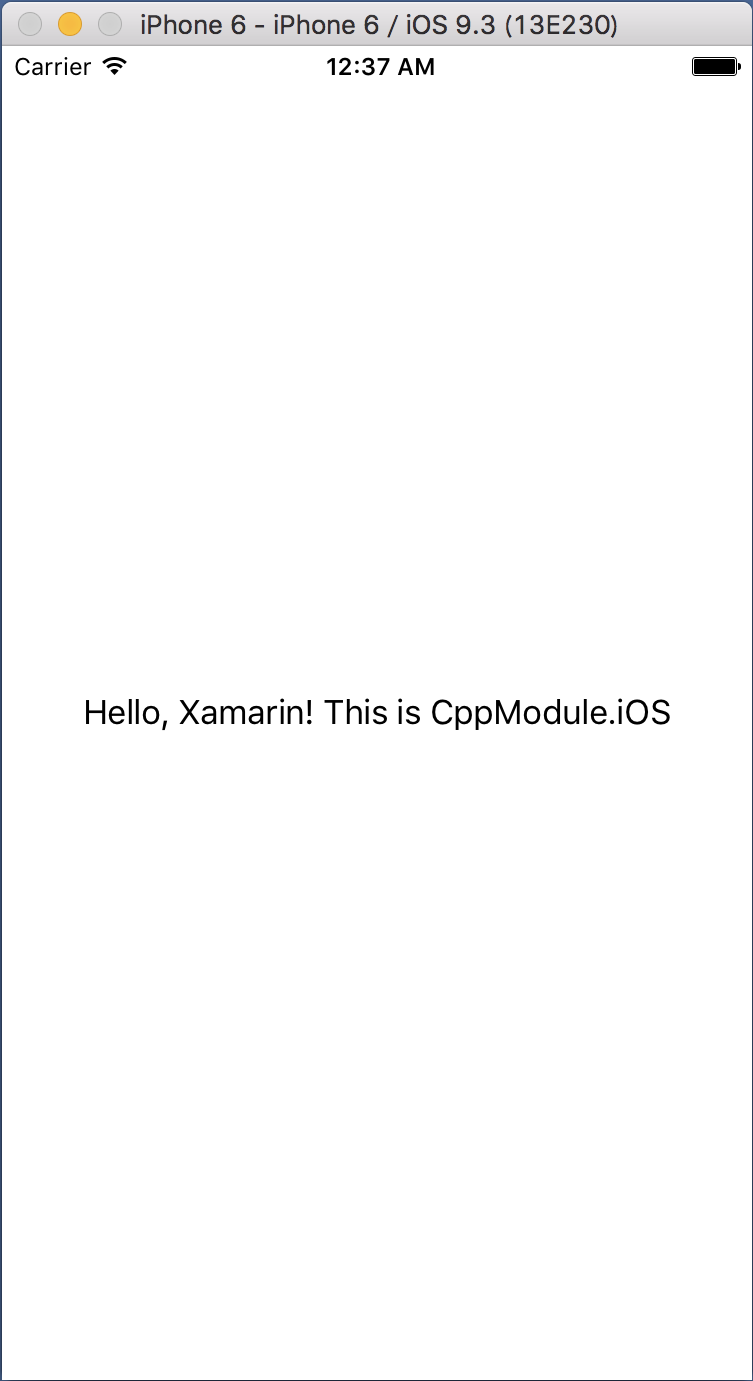 iPhone 6 - iPhone 6 / iOS 9.3 (13E230)
Carrier 12:37 AM
Hello, Xamarin! This is CppModule.iOS